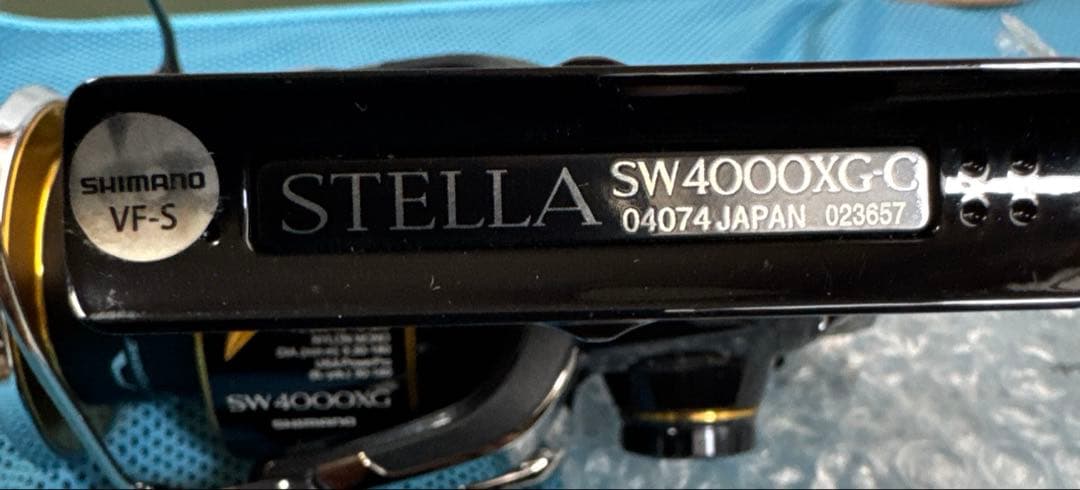 SHIMANO
VF-S
STELLA
SW4000XG-C
04074 JAPAN 023657
SW4000XG
SHIMANO